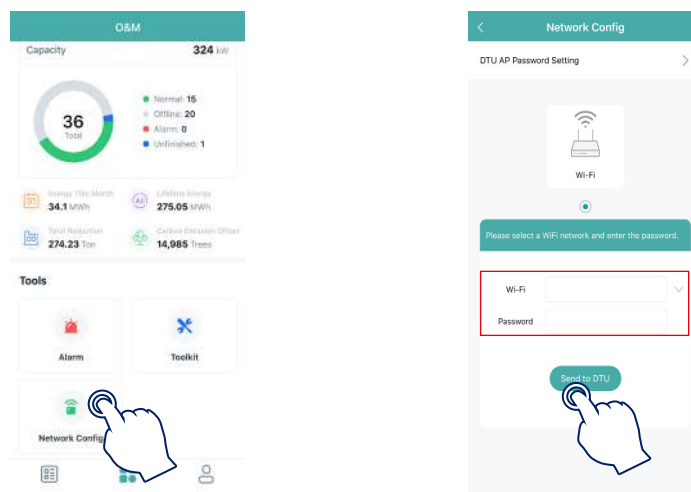 O&M
Capacity
324 kW
36
Total
Normal: 15
Offline: 20
Alarm: 0
Unfinished: 1
01
Energy This Month
34.1 MWh
All
Lifetime Energy
275.05 MWh
Total Reduction
274.23 Ton
Carbon Emission Offset
14,985 Trees
Tools
Alarm
Toolkit
Network Config
Network Config
DTU AP Password Setting
Wi-Fi
Please select a WiFi network and enter the password.
Wi-Fi
Password
Send to DTU